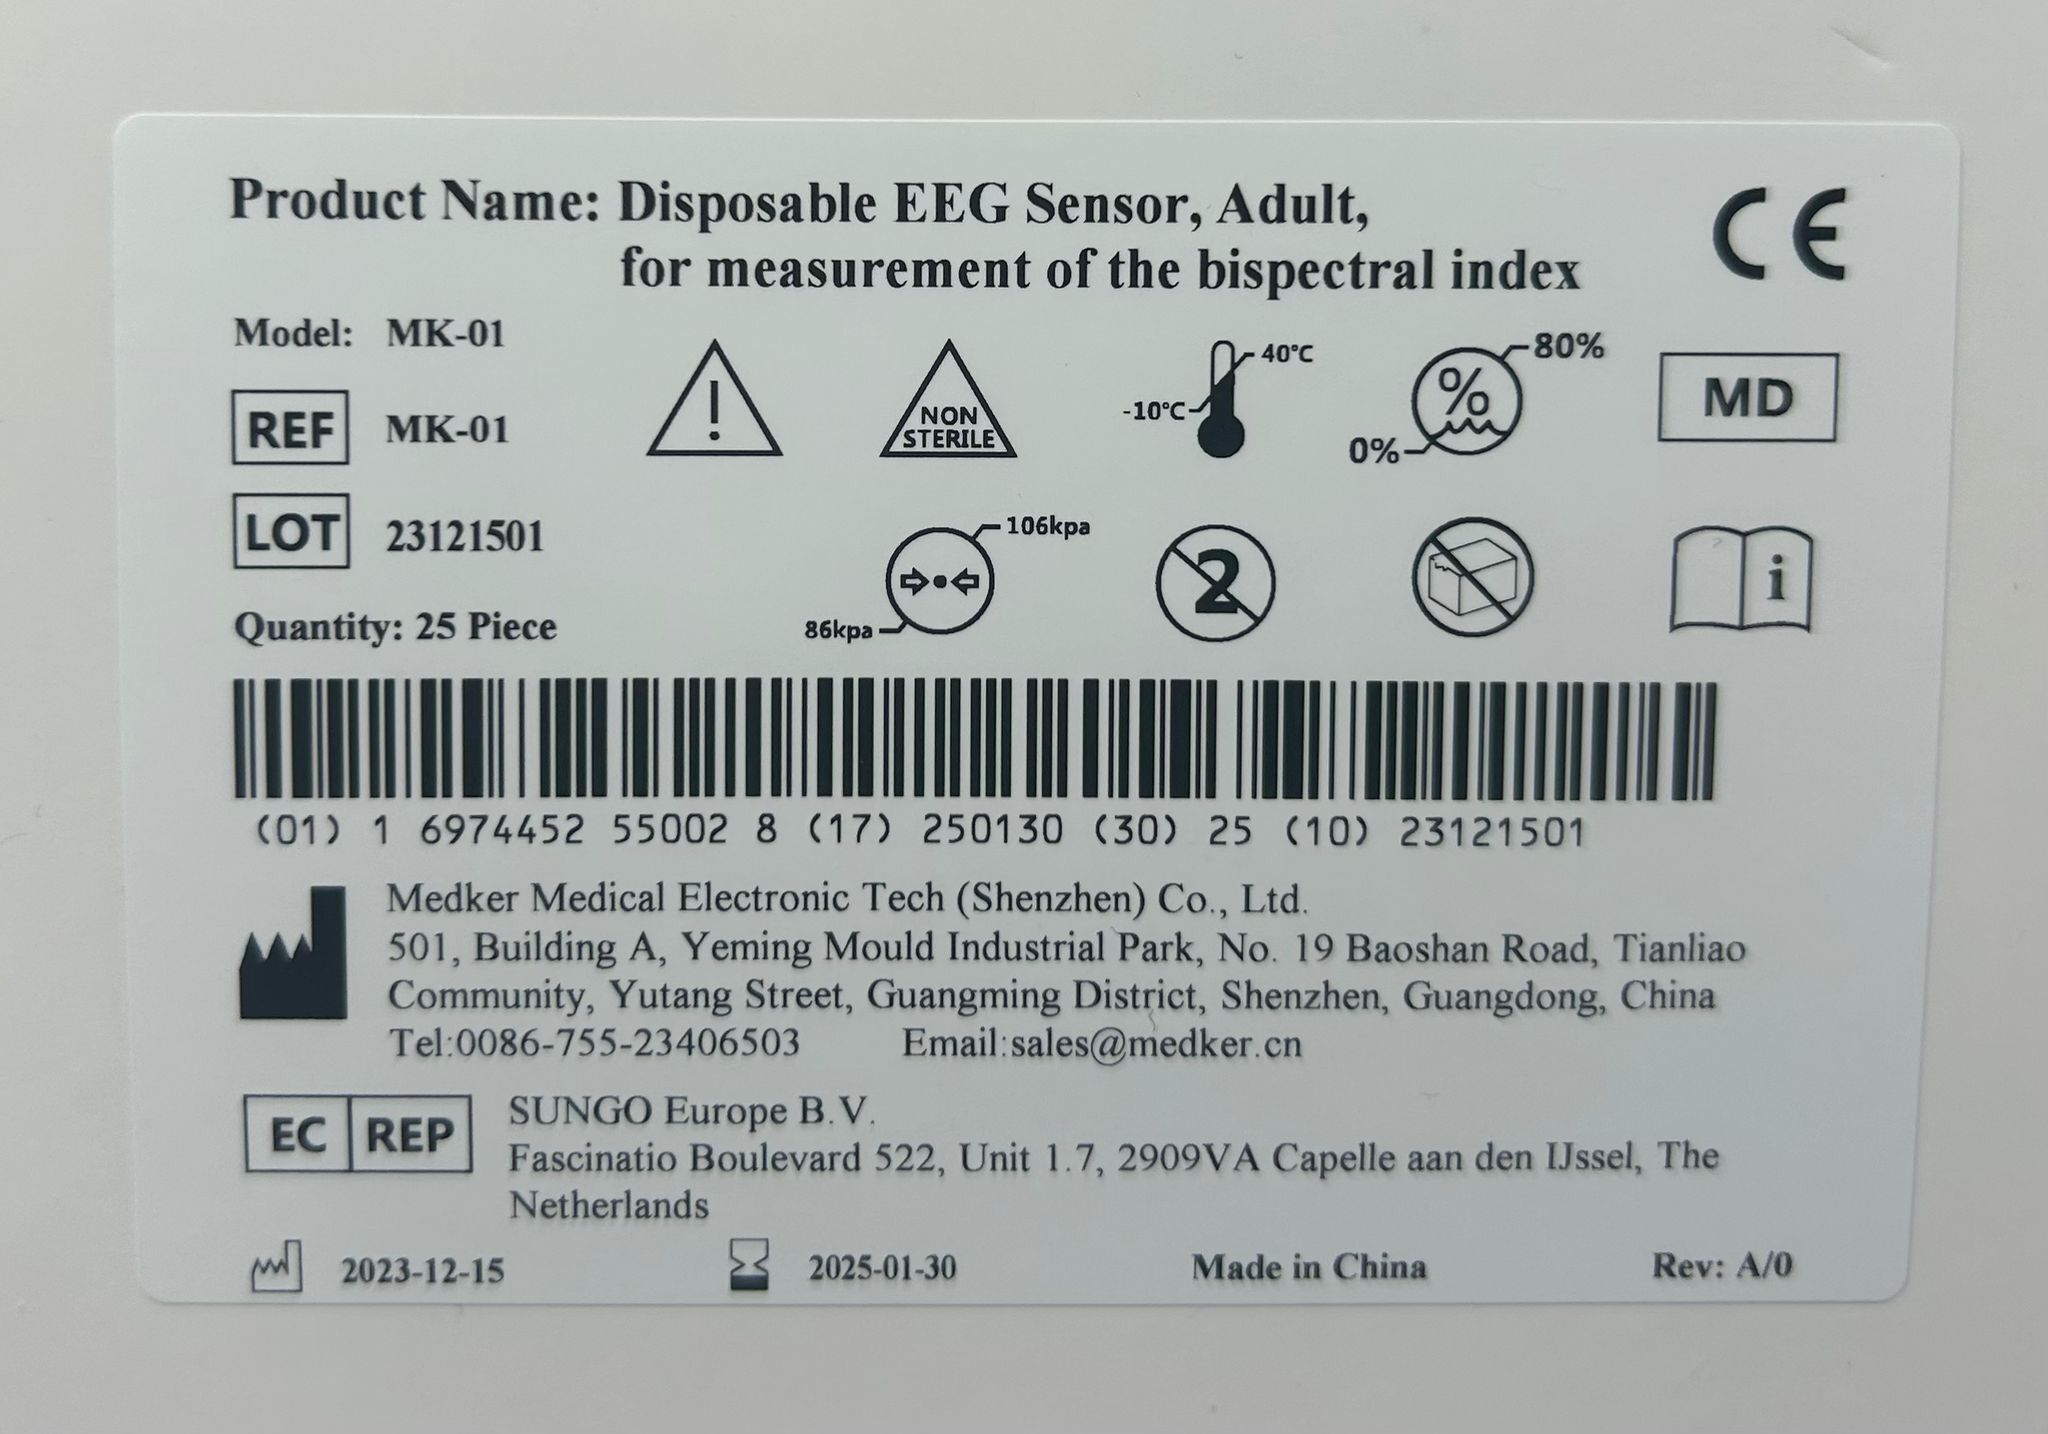 Product Name: Disposable EEG Sensor, Adult,
for measurement of the bispectral index
CE
Model: MK-01
REF MK-01
LOT 23121501
Quantity: 25 Piece
!
NON
STERILE
40°C
-10°C
80%
%
0%
MD
106kpa
86kpa
2
i
(01) 1 6974452 55002 8 (17) 250130 (30) 25 (10) 23121501
Medker Medical Electronic Tech (Shenzhen) Co., Ltd.
501, Building A, Yeming Mould Industrial Park, No. 19 Baoshan Road, Tianliao
Community, Yutang Street, Guangming District, Shenzhen, Guangdong, China
Tel:0086-755-23406503 Email:sales@medker.cn
EC REP
SUNGO Europe B.V.
Fascinatio Boulevard 522, Unit 1.7, 2909VA Capelle aan den IJssel, The
Netherlands
2023-12-15 2025-01-30 Made in China Rev: A/0